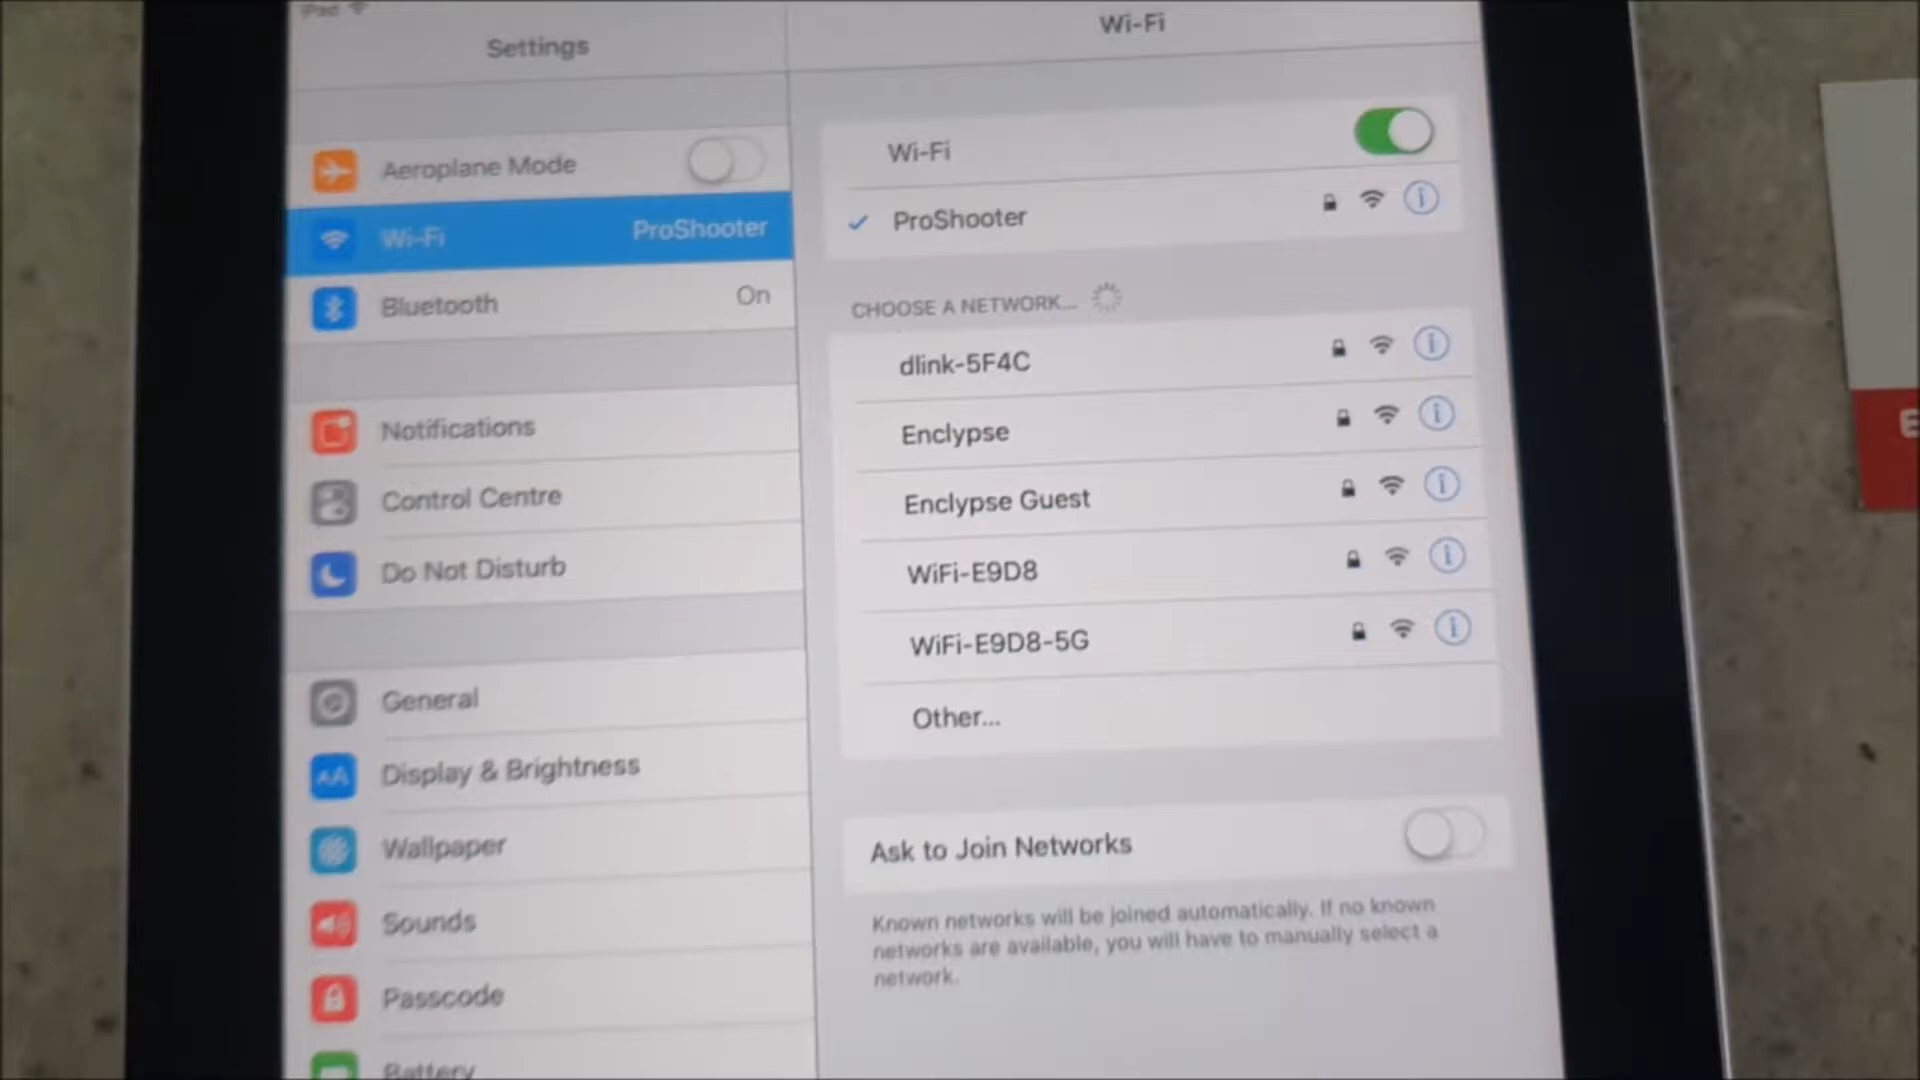 iPad
Settings
Aeroplane Mode
Wi-Fi ProShooter
Bluetooth On
Notifications
Control Centre
Do Not Disturb
General
AA Display & Brightness
Wallpaper
Sounds
Passcode
Battery
Wi-Fi
Wi-Fi
ProShooter
CHOOSE A NETWORK...
dlink-5F4C
Enclypse
Enclypse Guest
WiFi-E9D8
WiFi-E9D8-5G
Other...
Ask to Join Networks
Known networks will be joined automatically. If no known
networks are available, you will have to manually select a
network.